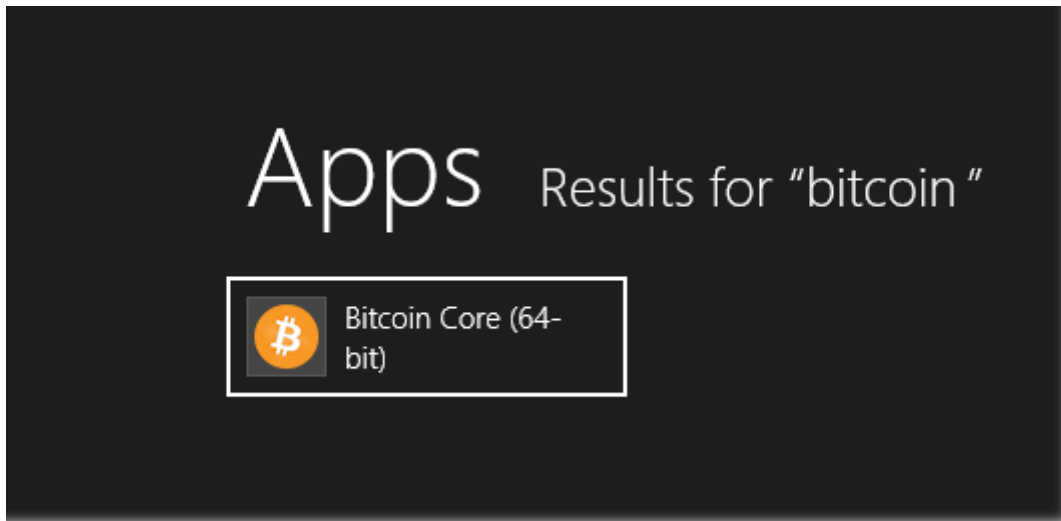 Apps Results for “bitcoin”
Bitcoin Core (64-
bit)